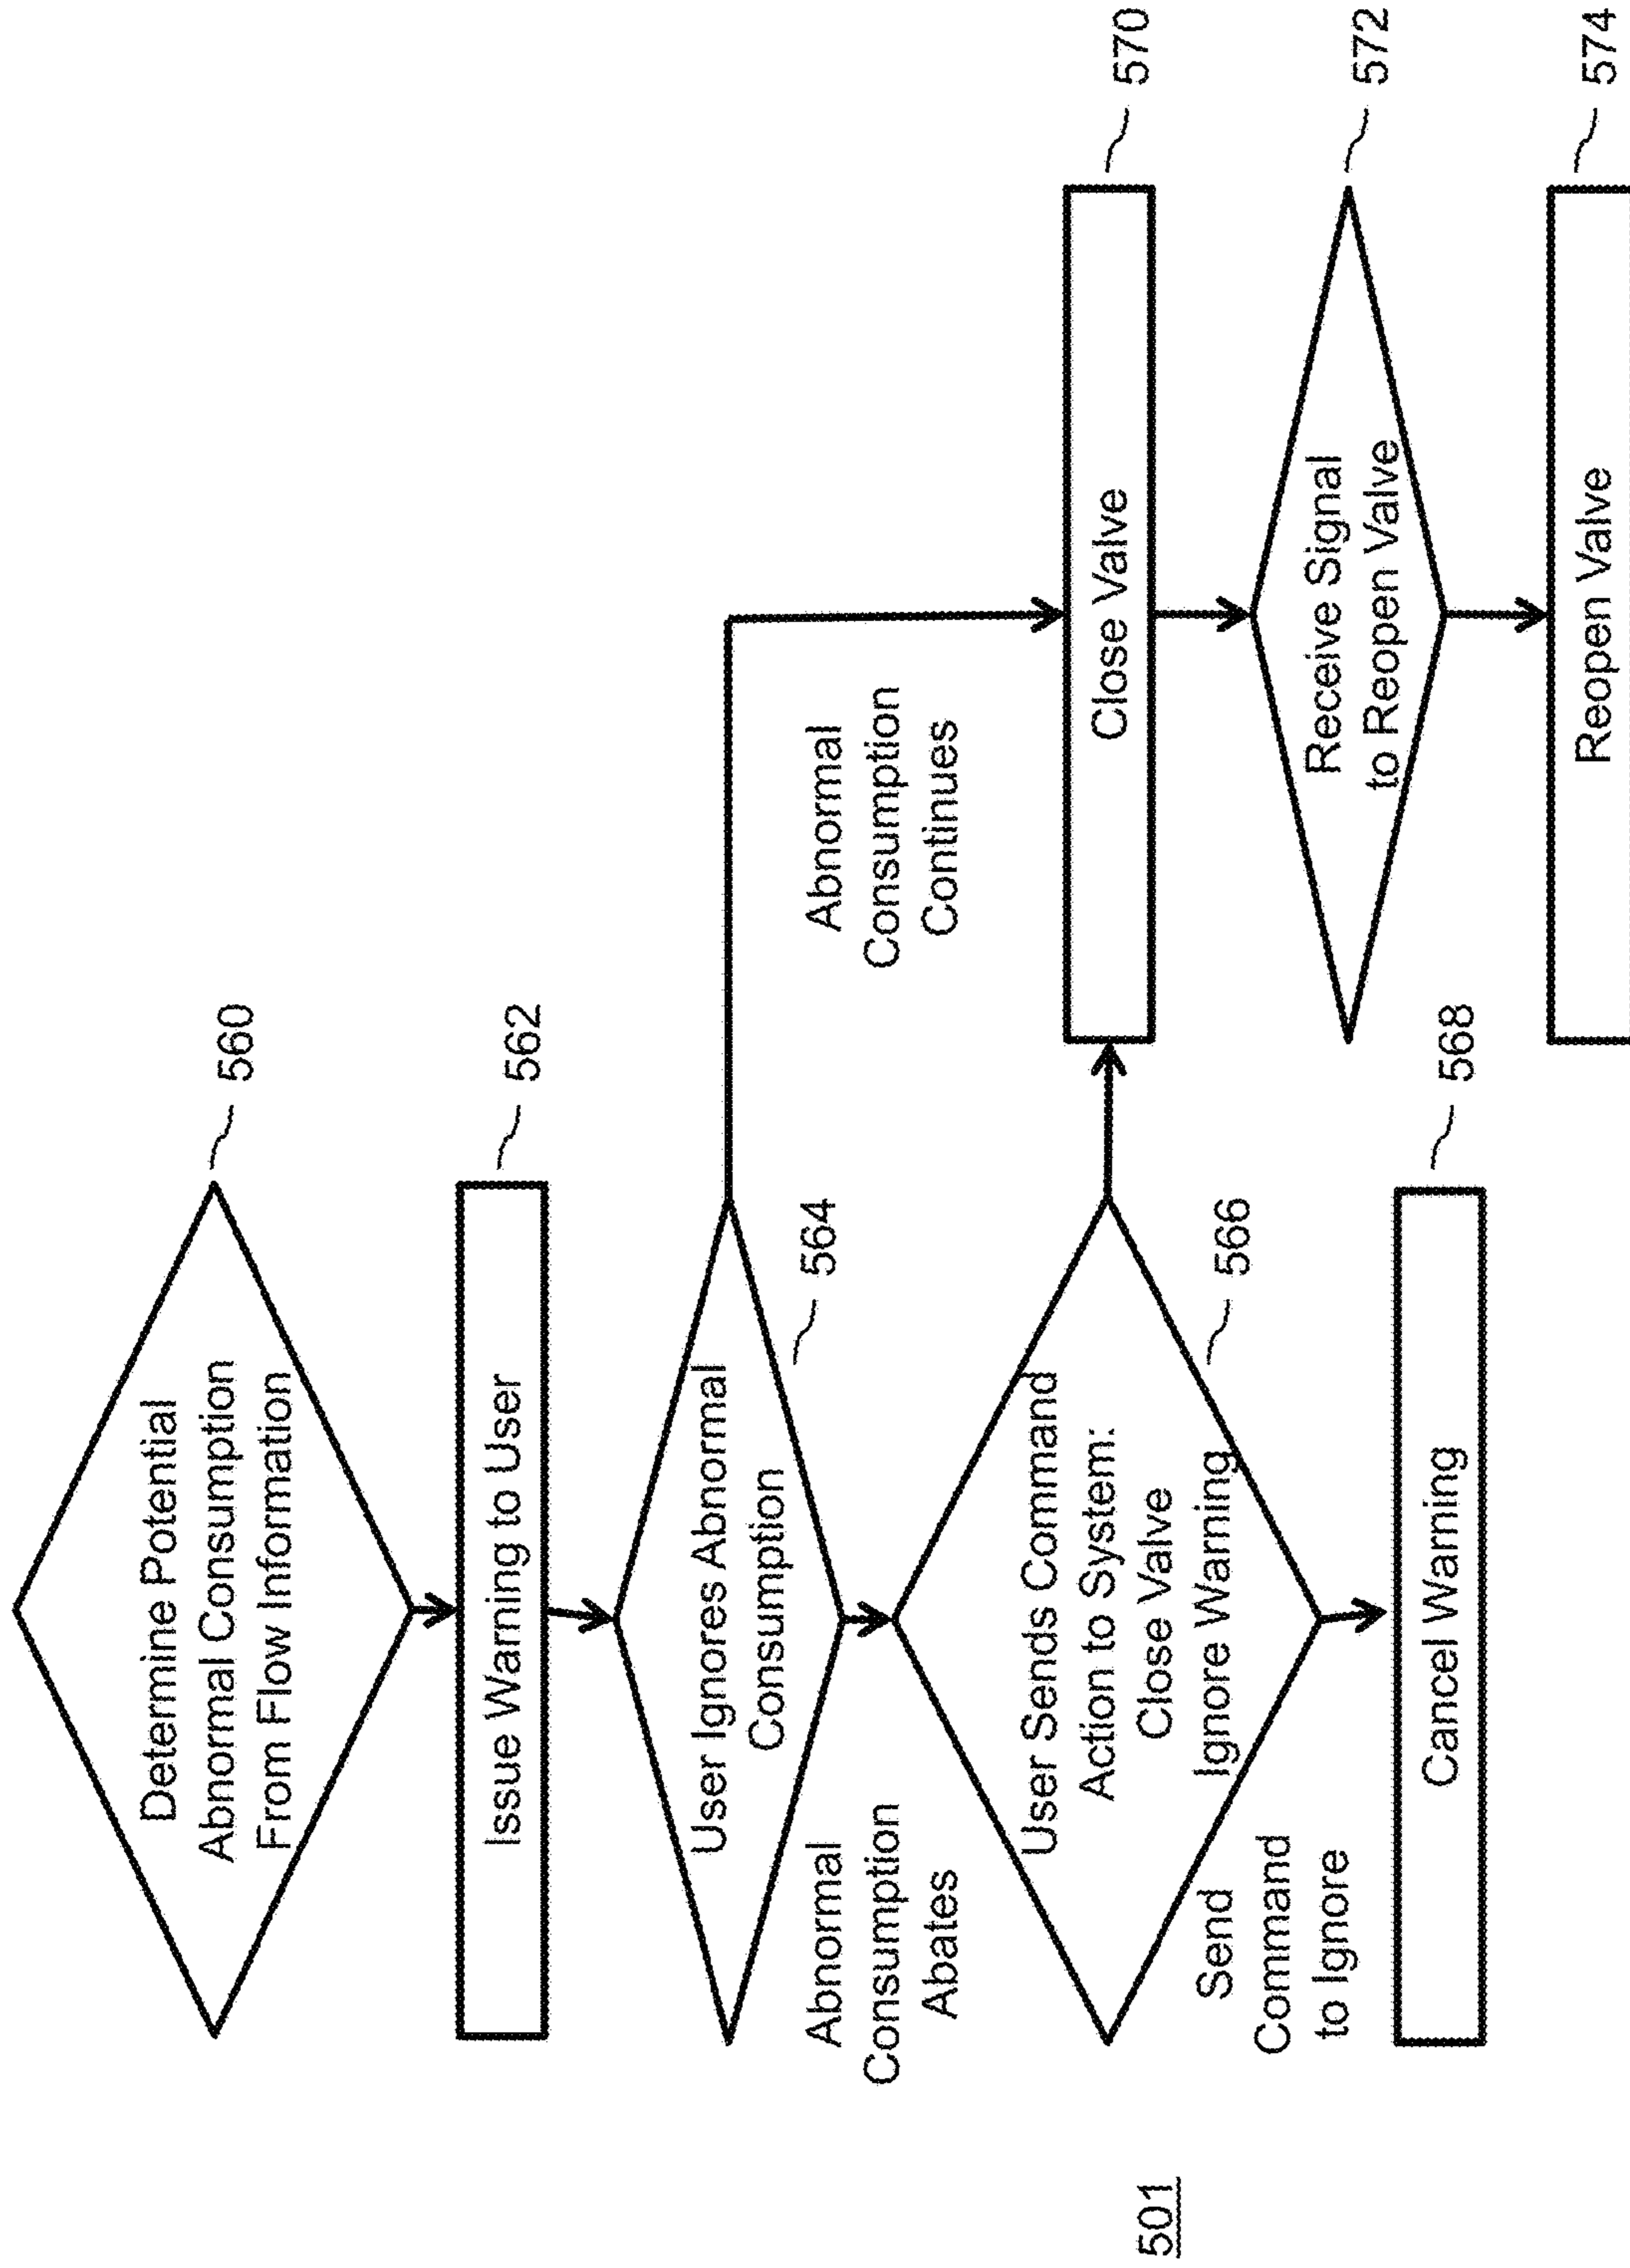 Determine Potential
Abnormal Consumption
From Flow Information
560
Issue Warning to User
562
User Ignores Abnormal
Consumption
564
Abnormal
Consumption
Abates
Abnormal
Consumption
Continues
User Sends Command
Action to System:
Close Valve
Ignore Warning
566
Send
Command
to Ignore
Cancel Warning
568
Close Valve
570
Receive Signal
to Reopen Valve
572
Reopen Valve
574
501